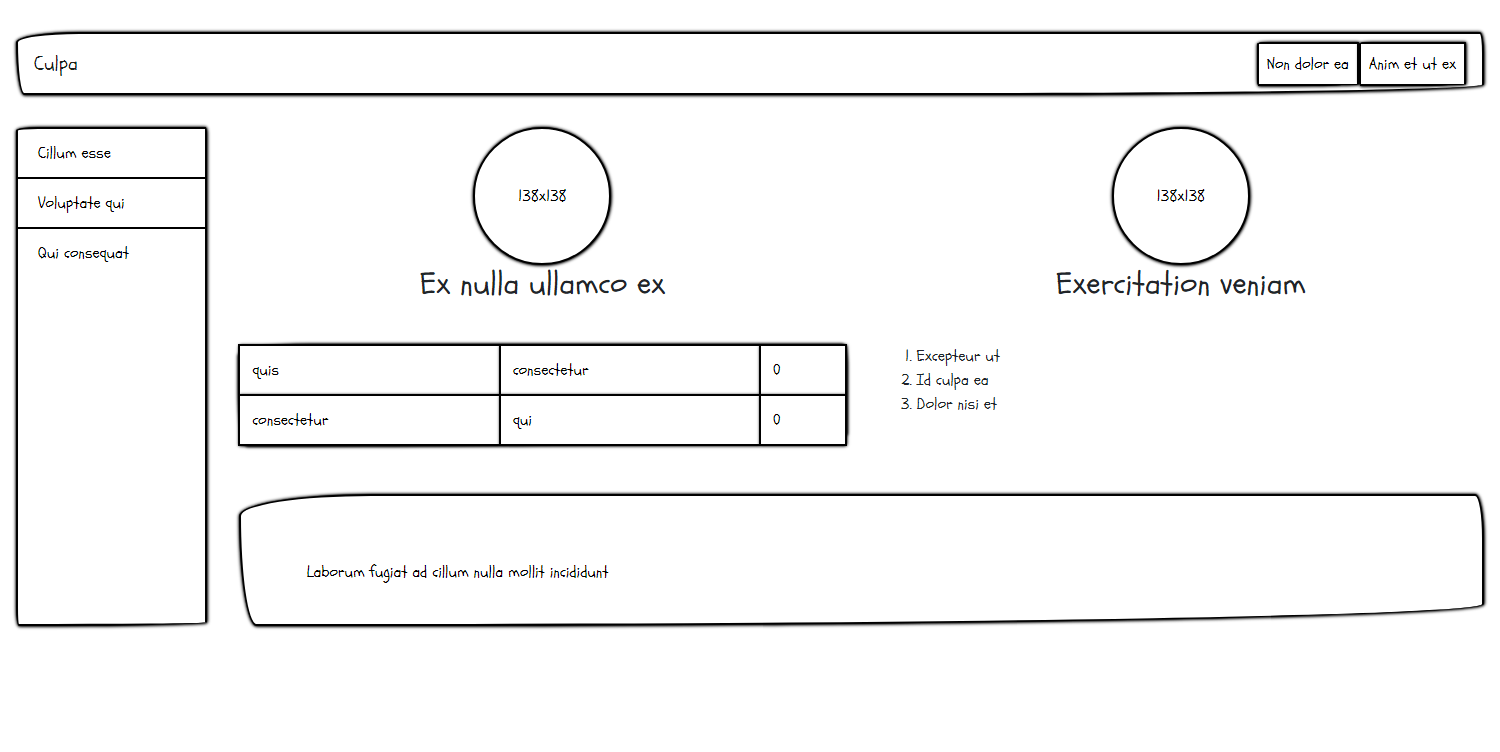 Culpa
Non dolor ea
Anim et ut ex
Cillum esse
Voluptate qui
Qui consequat
138x138
Ex nulla ullamco ex
138x138
Exercitation veniam
quis consectetur 0
consectetur qui 0
1. Excepteur ut
2. Id culpa ea
3. Dolor nisi et
Laborum fugiat ad cillum nulla mollit incididunt